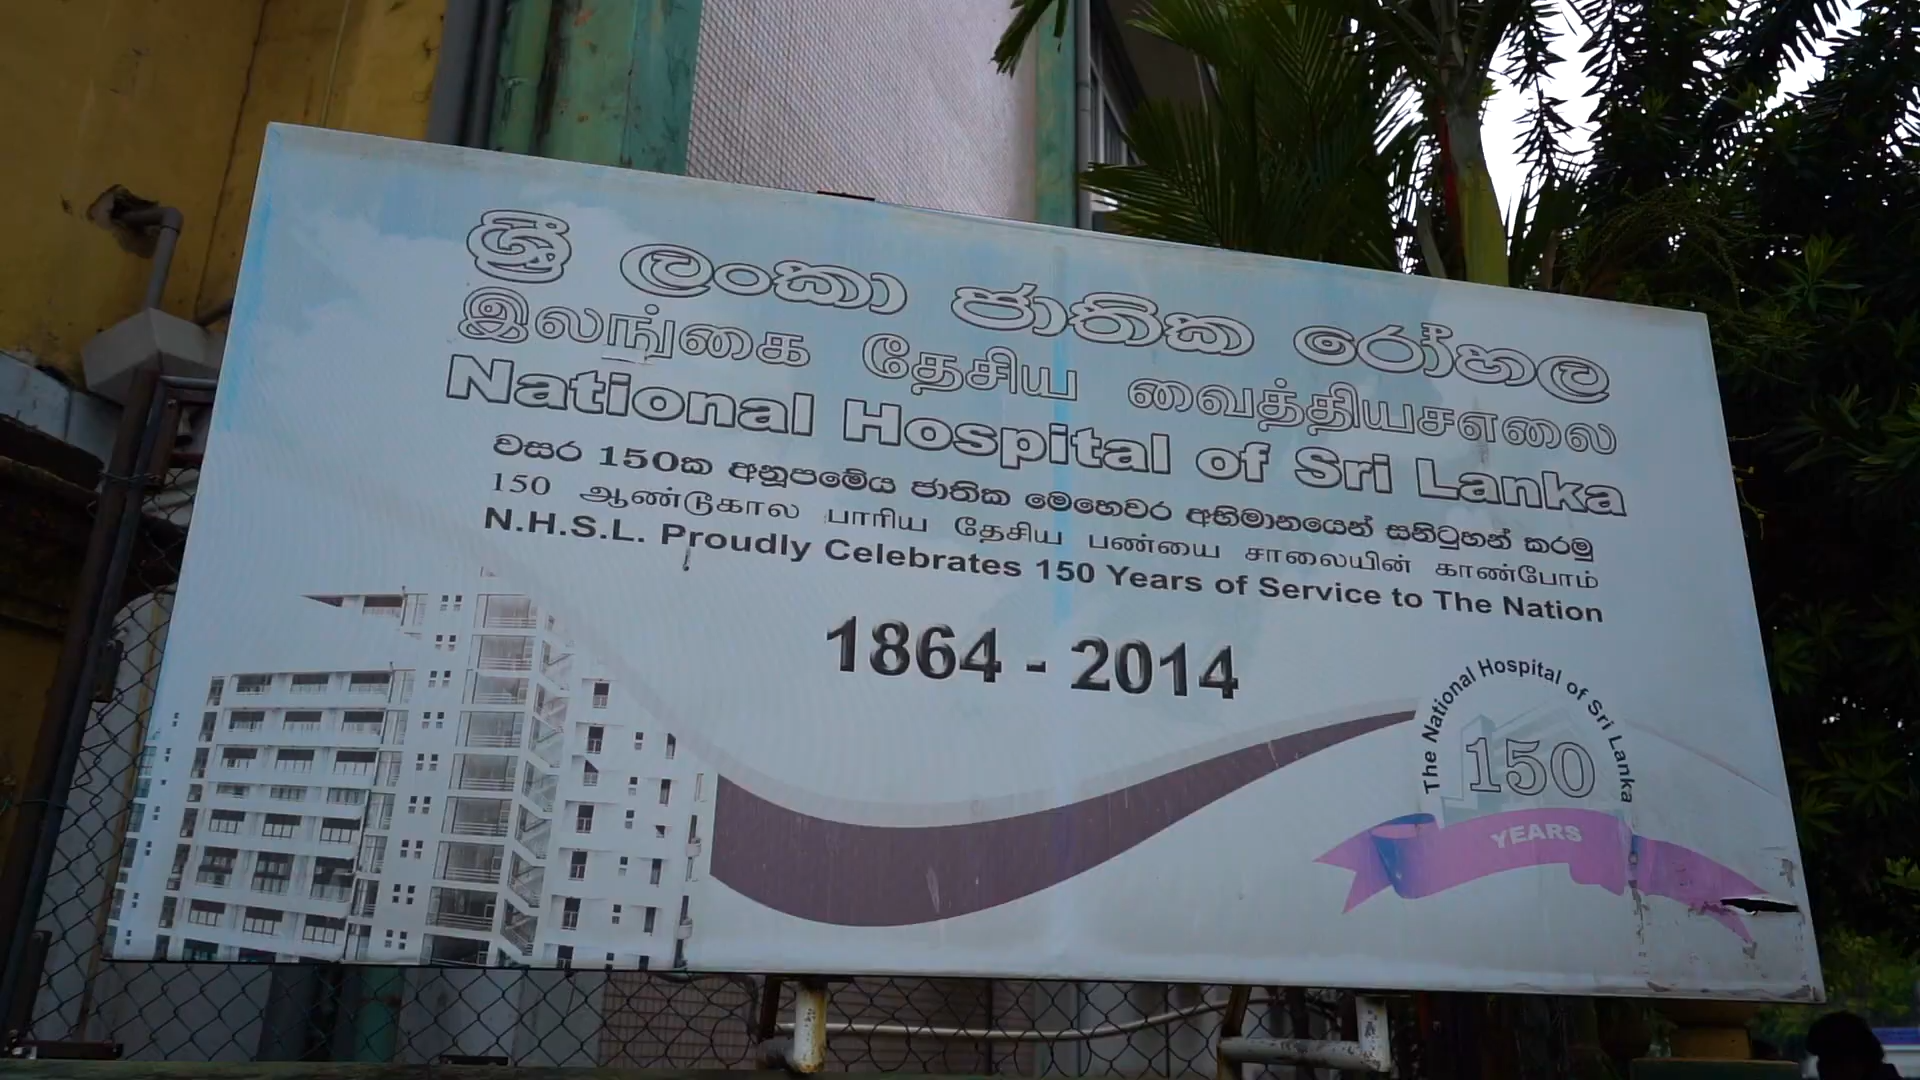 ශ්‍රී ලංකා ජාතික රෝහල
இலங்கை தேசிய வைத்தியசஎலை
National Hospital of Sri Lanka
වසර 150ක අනූපමේය ජාතික මෙහෙවර අභිමානයෙන් සනිටුහන් කරමු
150 ஆண்டுகால பாரிய தேசிய பண்யை சாலையின் காண்போம்
N.H.S.L. Proudly Celebrates 150 Years of Service to The Nation
1864 - 2014
The National Hospital of Sri Lanka
150
YEARS